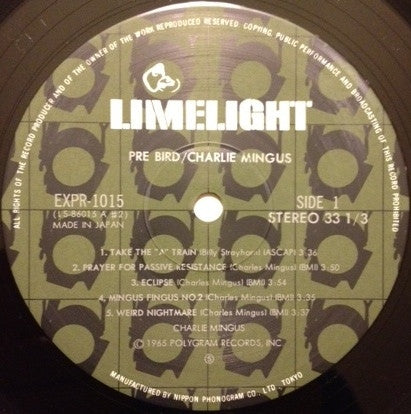 ALL RIGHTS OF THE RECORD PRODUCER AND OF THE OWNER OF THE WORK REPRODUCED RESERVED. COPYING, PUBLIC PERFORMANCE AND BROADCASTING OF THIS RECORD PROHIBITED.
LIMELIGHT
PRE BIRD/CHARLIE MINGUS
EXPR-1015
(LS 86015 A #2)
MADE IN JAPAN
SIDE 1
STEREO 33 1/3
1. TAKE THE "A" TRAIN (Billy Strayhorn) (ASCAP) 3:36
2. PRAYER FOR PASSIVE RESISTANCE (Charles Mingus) (BMI) 3:50
3. ECLIPSE (Charles Mingus) (BMI) 3:54
4. MINGUS FINGUS NO.2 (Charles Mingus) (BMI) 3:35
5. WEIRD NIGHTMARE (Charles Mingus) (BMI) 3:37
CHARLIE MINGUS
Ⓒ 1965 POLYGRAM RECORDS, INC.
MANUFACTURED BY NIPPON PHONOGRAM CO., LTD., TOKYO